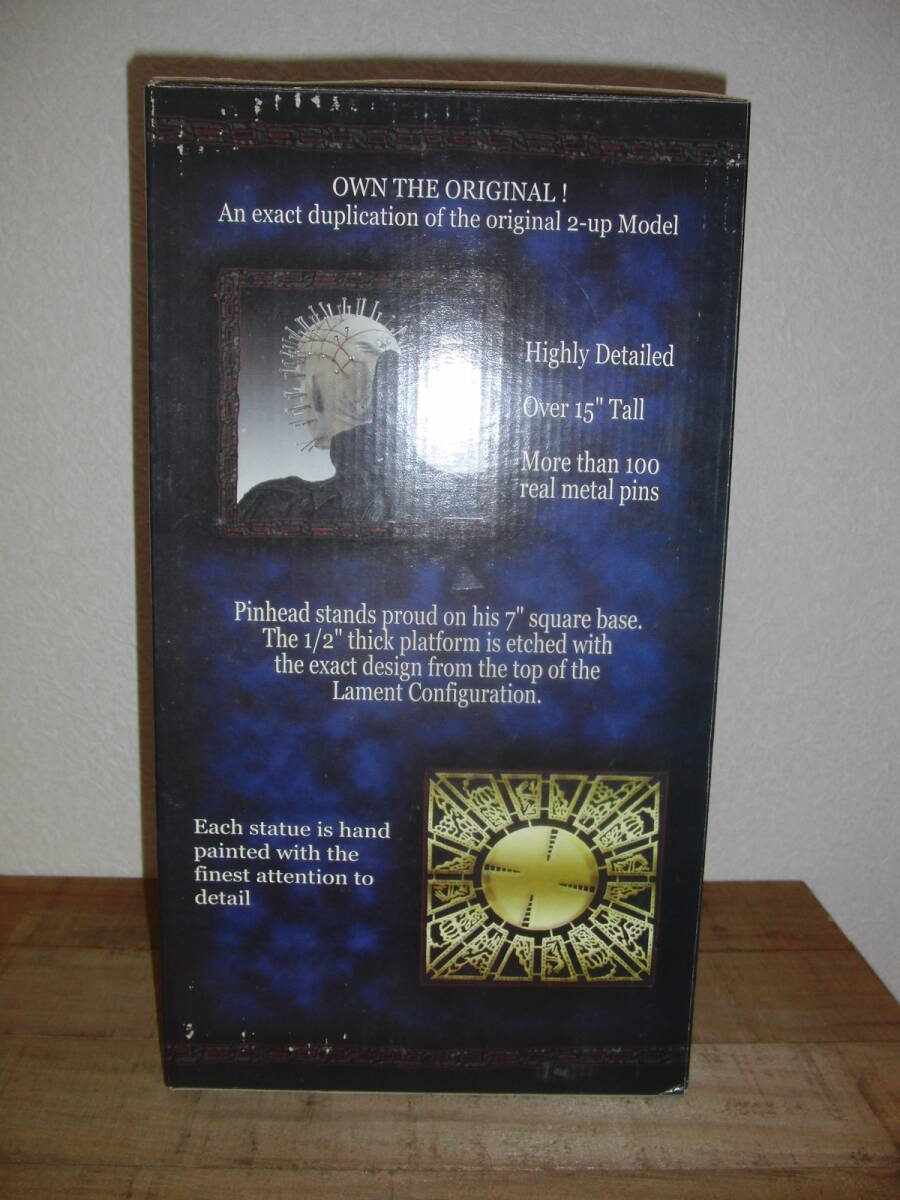 OWN THE ORIGINAL !
An exact duplication of the original 2-up Model
Highly Detailed
Over 15" Tall
More than 100
real metal pins
Pinhead stands proud on his 7" square base.
The 1/2" thick platform is etched with
the exact design from the top of the
Lament Configuration.
Each statue is hand
painted with the
finest attention to
detail